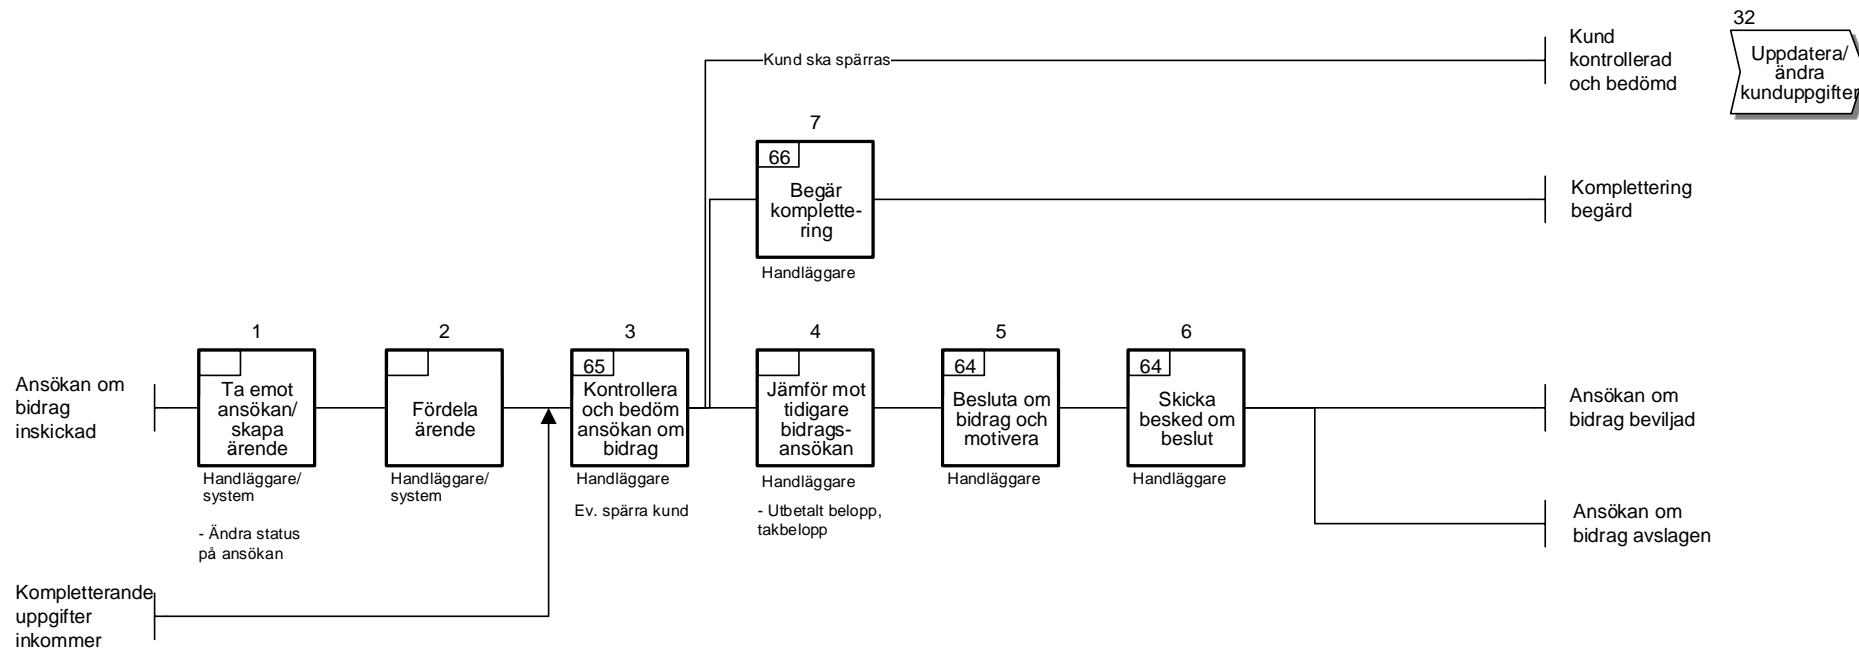 32
Kund
kontrollerad
och bedömd
Uppdatera/
ändra
kunduppgifter
Kund ska spärras
7
66
Begär
komplette-
ring
Handläggare
Komplettering
begärd
Ansökan om
bidrag
inskickad
1
Ta emot
ansökan/
skapa
ärende
Handläggare/
system
- Ändra status
på ansökan
2
Fördela
ärende
Handläggare/
system
3
65
Kontrollera
och bedöm
ansökan om
bidrag
Handläggare
Ev. spärra kund
4
Jämför mot
tidigare
bidrags-
ansökan
Handläggare
- Utbetalt belopp,
takbelopp
5
64
Besluta om
bidrag och
motivera
Handläggare
6
64
Skicka
besked om
beslut
Handläggare
Ansökan om
bidrag beviljad
Ansökan om
bidrag avslagen
Kompletterande
uppgifter
inkommer